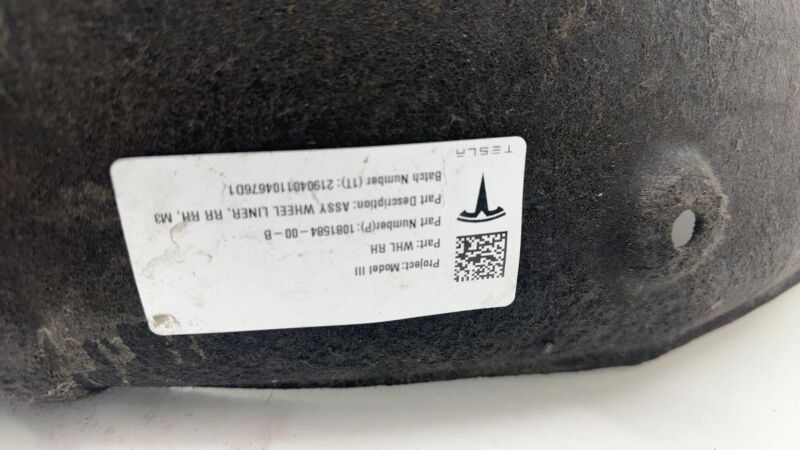 Project: Model III
Part: WHL RH
Part Number(P):1081584-00-B
Part Description: ASSY WHEEL LINER, RR RH, M3
Batch Number (1T): 2190401104676D1
TESLA